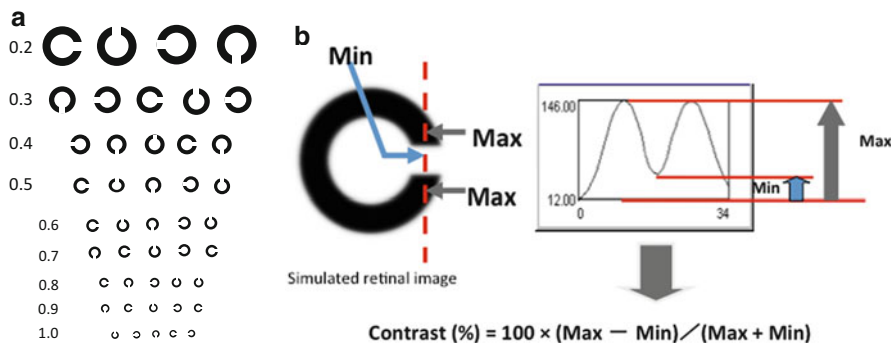 a
0.2
0.3
0.4
0.5
0.6
0.7
0.8
0.9
1.0
b
Min
Max
Max
Simulated retinal image
146.00
12.00
0
34
Min
Max
Contrast (%) = 100 × (Max − Min)／(Max + Min)